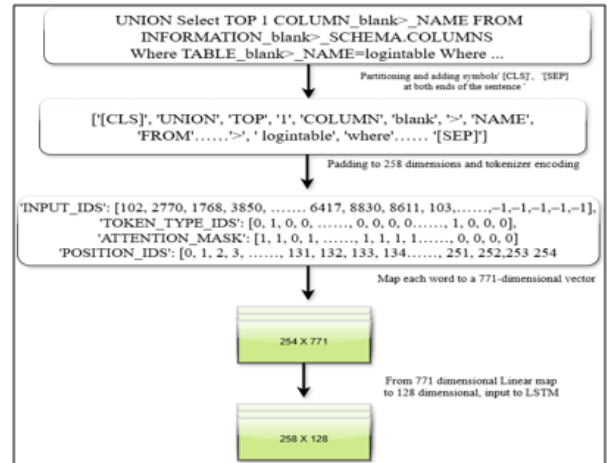 UNION Select TOP 1 COLUMN_blank>_NAME FROM
INFORMATION_blank>_SCHEMA.COLUMNS
Where TABLE_blank>_NAME=logintable Where ...
Partitioning and adding symbols' [CLS]', '[SEP]
at both ends of the sentence '
['[CLS]', 'UNION', 'TOP', '1', 'COLUMN', 'blank', '>', 'NAME',
'FROM'……'>', ' logintable', 'where'…… '[SEP]']
Padding to 258 dimensions and tokenizer encoding
'INPUT_IDS': [102, 2770, 1768, 3850, ……. 6417, 8830, 8611, 103,……,−1,−1,−1,−1,−1],
'TOKEN_TYPE_IDS': [0, 1, 0, 0, ……, 0, 0, 0, 0……, 1, 0, 0, 0],
'ATTENTION_MASK': [1, 1, 0, 1, ……, 1, 1, 1, 1……, 0, 0, 0, 0]
'POSITION_IDS': [0, 1, 2, 3, ……, 131, 132, 133, 134……, 251, 252,253 254
Map each word to a 771-dimensional vector
254 X 771
From 771 dimensional Linear map
to 128 dimensional, input to LSTM
258 X 128